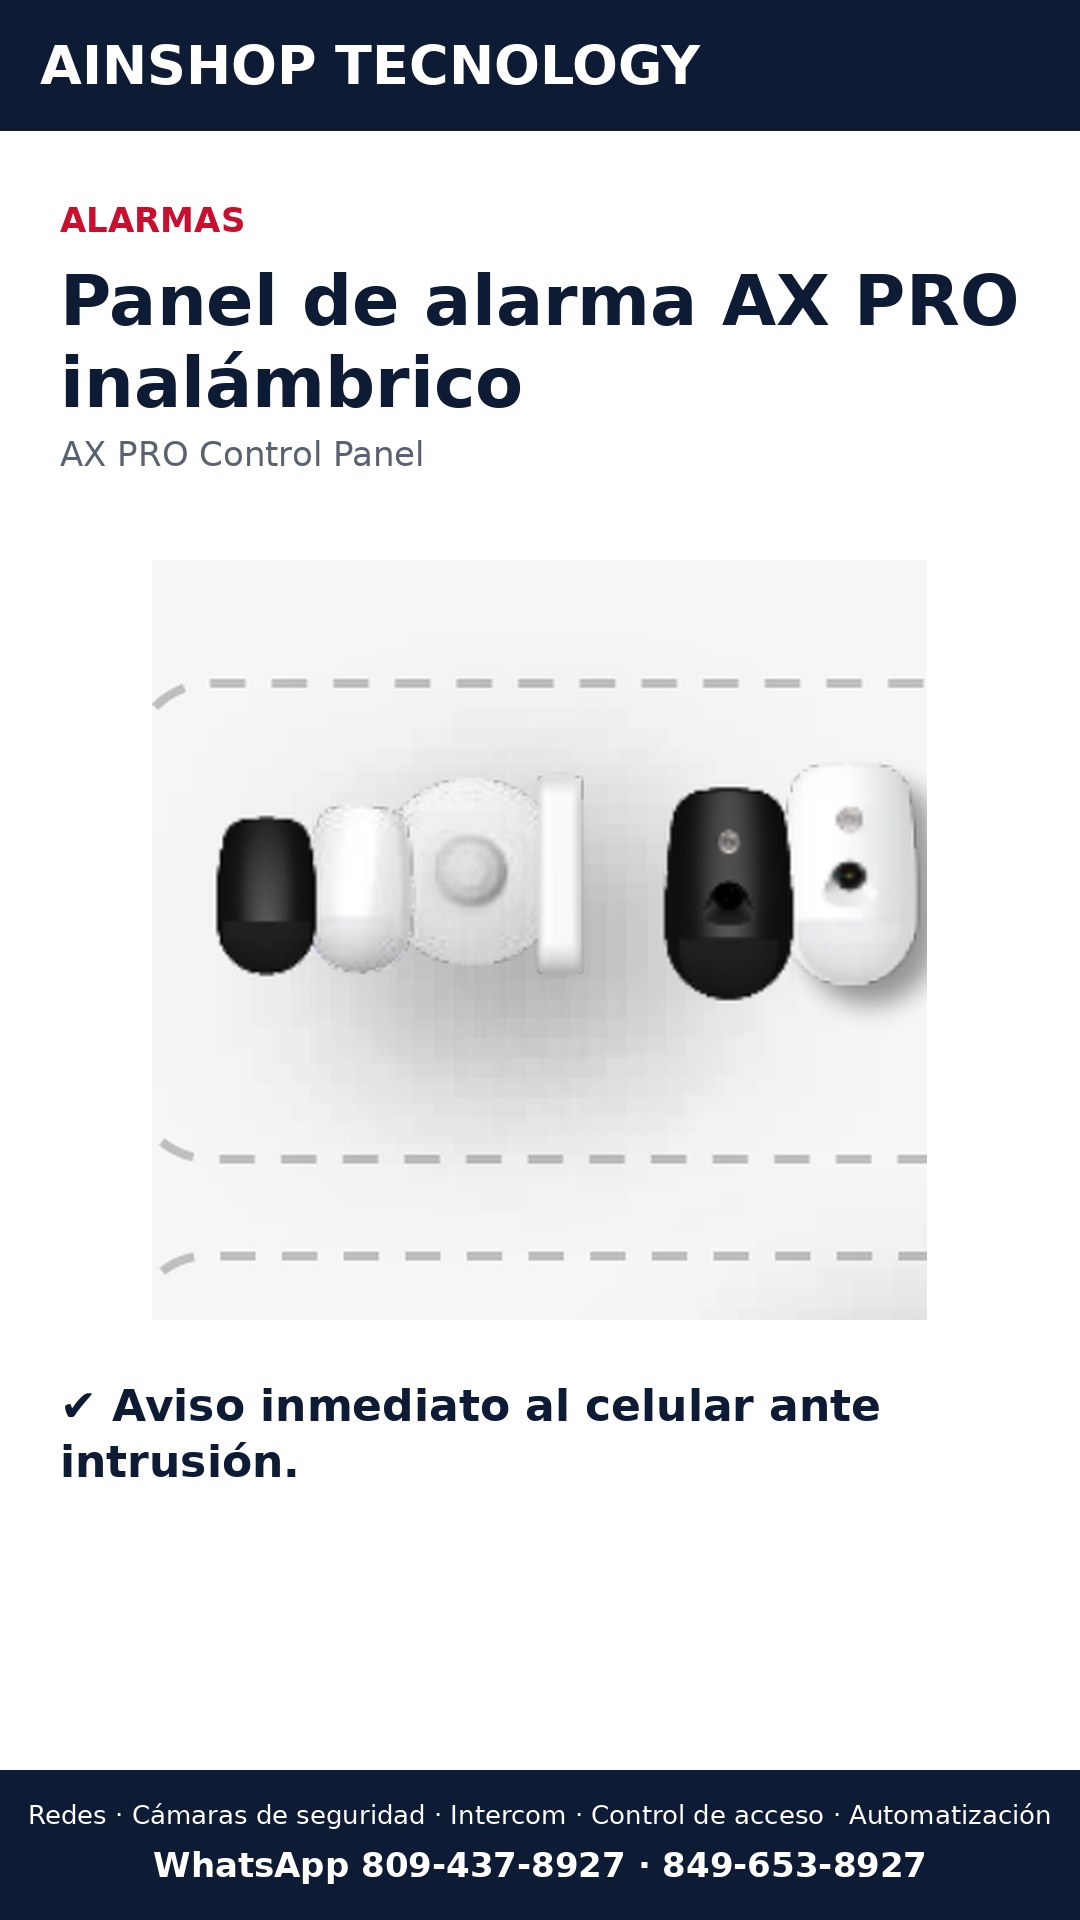 AINSHOP TECNOLOGY
ALARMAS
Panel de alarma AX PRO
inalámbrico
AX PRO Control Panel
✔ Aviso inmediato al celular ante
intrusión.
Redes · Cámaras de seguridad · Intercom · Control de acceso · Automatización
WhatsApp 809-437-8927 · 849-653-8927